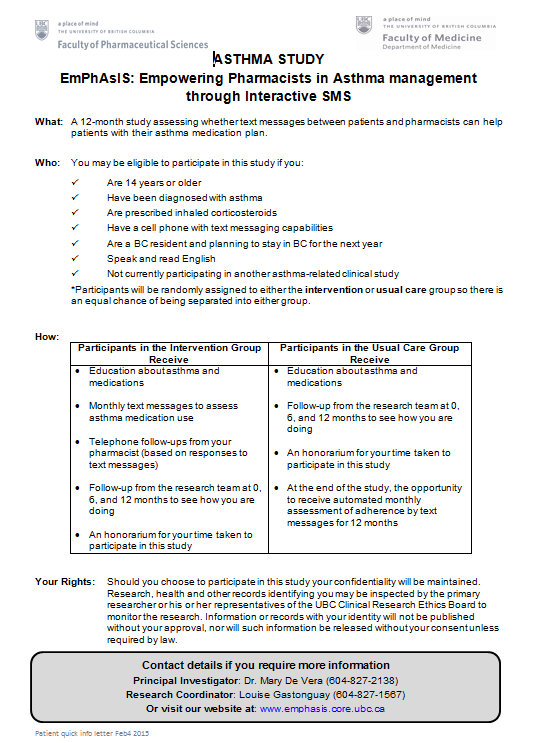 a place of mind
THE UNIVERSITY OF BRITISH COLUMBIA
Faculty of Pharmaceutical Sciences
a place of mind
THE UNIVERSITY OF BRITISH COLUMBIA
Faculty of Medicine
Department of Medicine
ASTHMA STUDY
EmPhAsIS: Empowering Pharmacists in Asthma management
through Interactive SMS
What: A 12-month study assessing whether text messages between patients and pharmacists can help
patients with their asthma medication plan.
Who: You may be eligible to participate in this study if you:
✓ Are 14 years or older
✓ Have been diagnosed with asthma
✓ Are prescribed inhaled corticosteroids
✓ Have a cell phone with text messaging capabilities
✓ Are a BC resident and planning to stay in BC for the next year
✓ Speak and read English
✓ Not currently participating in another asthma-related clinical study
*Participants will be randomly assigned to either the intervention or usual care group so there is
an equal chance of being separated into either group.
How:
Participants in the Intervention Group
Receive
• Education about asthma and
medications
• Monthly text messages to assess
asthma medication use
• Telephone follow-ups from your
pharmacist (based on responses to
text messages)
• Follow-up from the research team at 0,
6, and 12 months to see how you are
doing
• An honorarium for your time taken to
participate in this study
Participants in the Usual Care Group
Receive
• Education about asthma and
medications
• Follow-up from the research team at 0,
6, and 12 months to see how you are
doing
• An honorarium for your time taken to
participate in this study
• At the end of the study, the opportunity
to receive automated monthly
assessment of adherence by text
messages for 12 months
Your Rights: Should you choose to participate in this study your confidentiality will be maintained.
Research, health and other records identifying you may be inspected by the primary
researcher or his or her representatives of the UBC Clinical Research Ethics Board to
monitor the research. Information or records with your identity will not be published
without your approval, nor will such information be released without your consent unless
required by law.
Contact details if you require more information
Principal Investigator: Dr. Mary De Vera (604-827-2138)
Research Coordinator: Louise Gastonguay (604-827-1567)
Or visit our website at: www.emphasis.core.ubc.ca
Patient quick info letter Feb4 2015